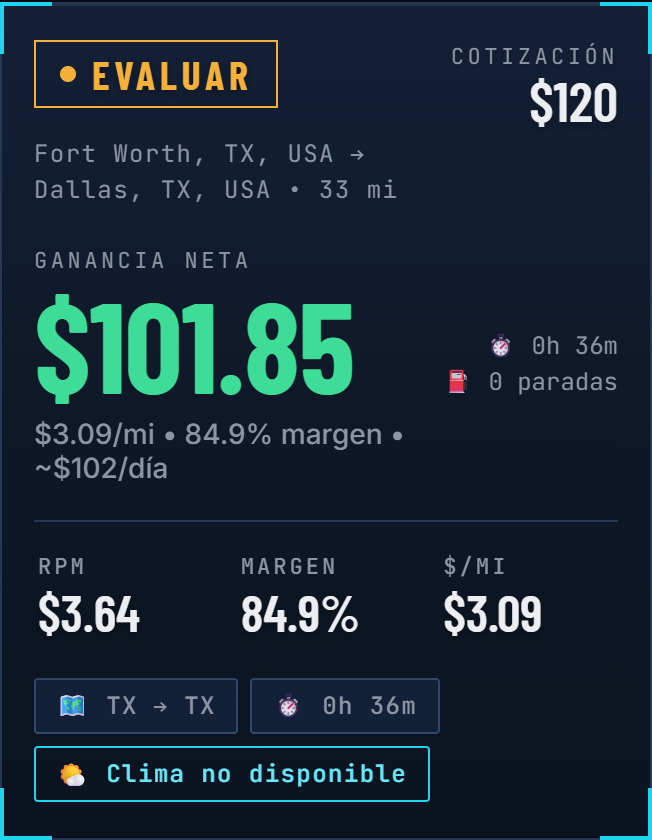 EVALUAR
COTIZACIÓN
$120
Fort Worth, TX, USA →
Dallas, TX, USA • 33 mi
GANANCIA NETA
$101.85
0h 36m
0 paradas
$3.09/mi • 84.9% margen •
~$102/día
RPM
MARGEN
$/MI
$3.64
84.9%
$3.09
TX → TX
0h 36m
Clima no disponible